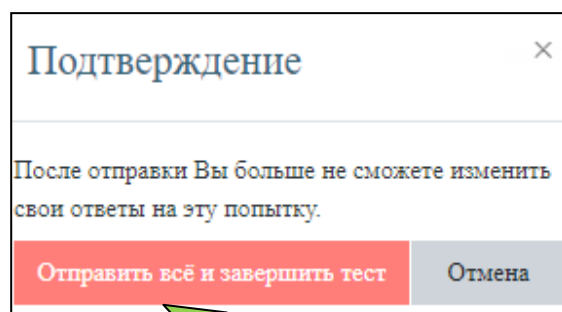 Подтверждение
После отправки Вы больше не сможете изменить
свои ответы на эту попытку.
Отправить всё и завершить тест Отмена